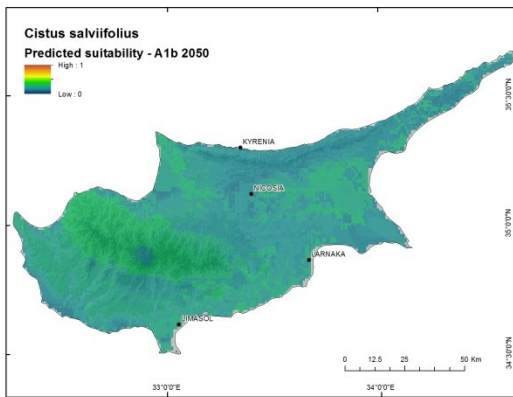 Cistus salviifolius
Predicted suitability - A1b 2050
High : 1
Low : 0
KYRENIA
NICOSIA
LARNAKA
LIMASOL
35°30'0"N
35°0'0"N
34°30'0"N
0 12.5 25 50 Km
33°0'0"E 34°0'0"E